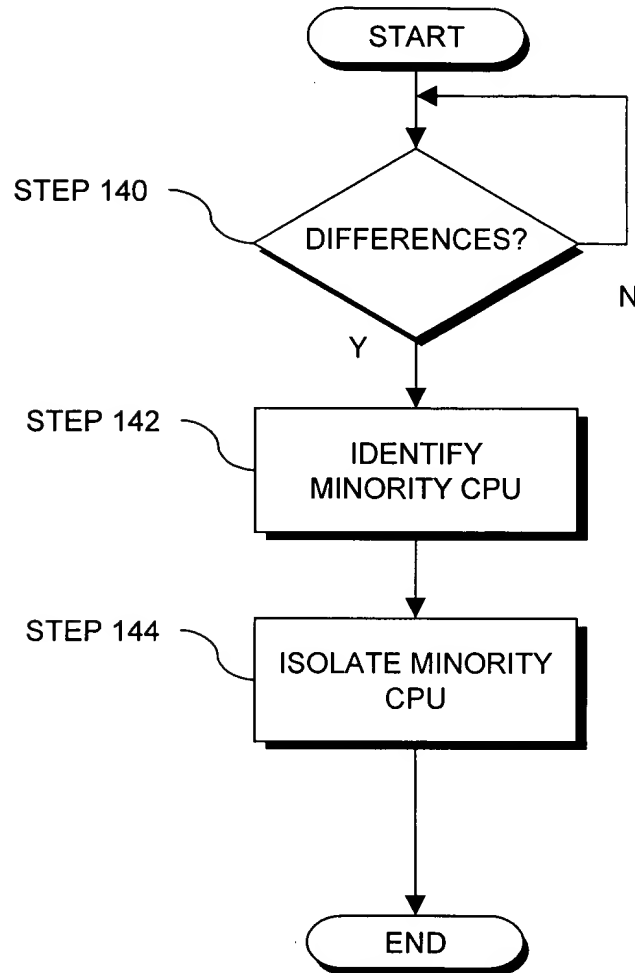 START
STEP 140
DIFFERENCES?
N
Y
STEP 142
IDENTIFY
MINORITY CPU
STEP 144
ISOLATE MINORITY
CPU
END